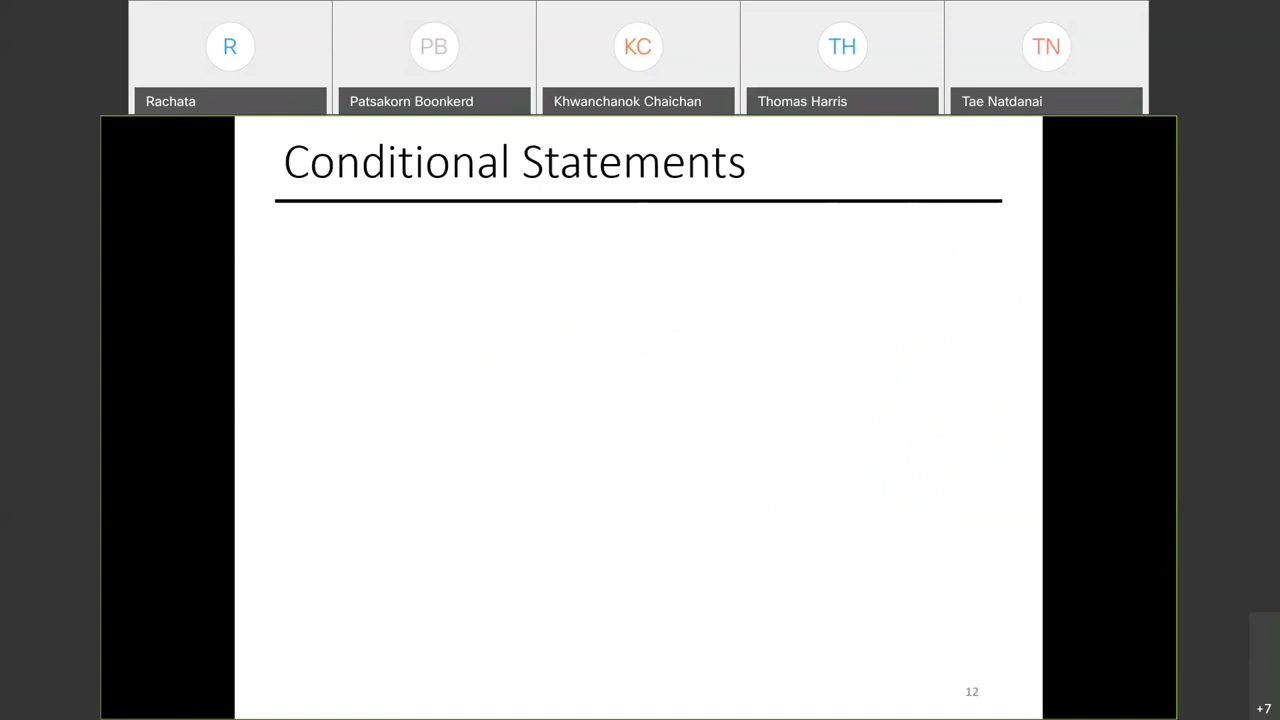 R
PB
KC
TH
TN
Rachata
Patsakorn Boonkerd
Khwanchanok Chaichan
Thomas Harris
Tae Natdanai
Conditional Statements
12
+7